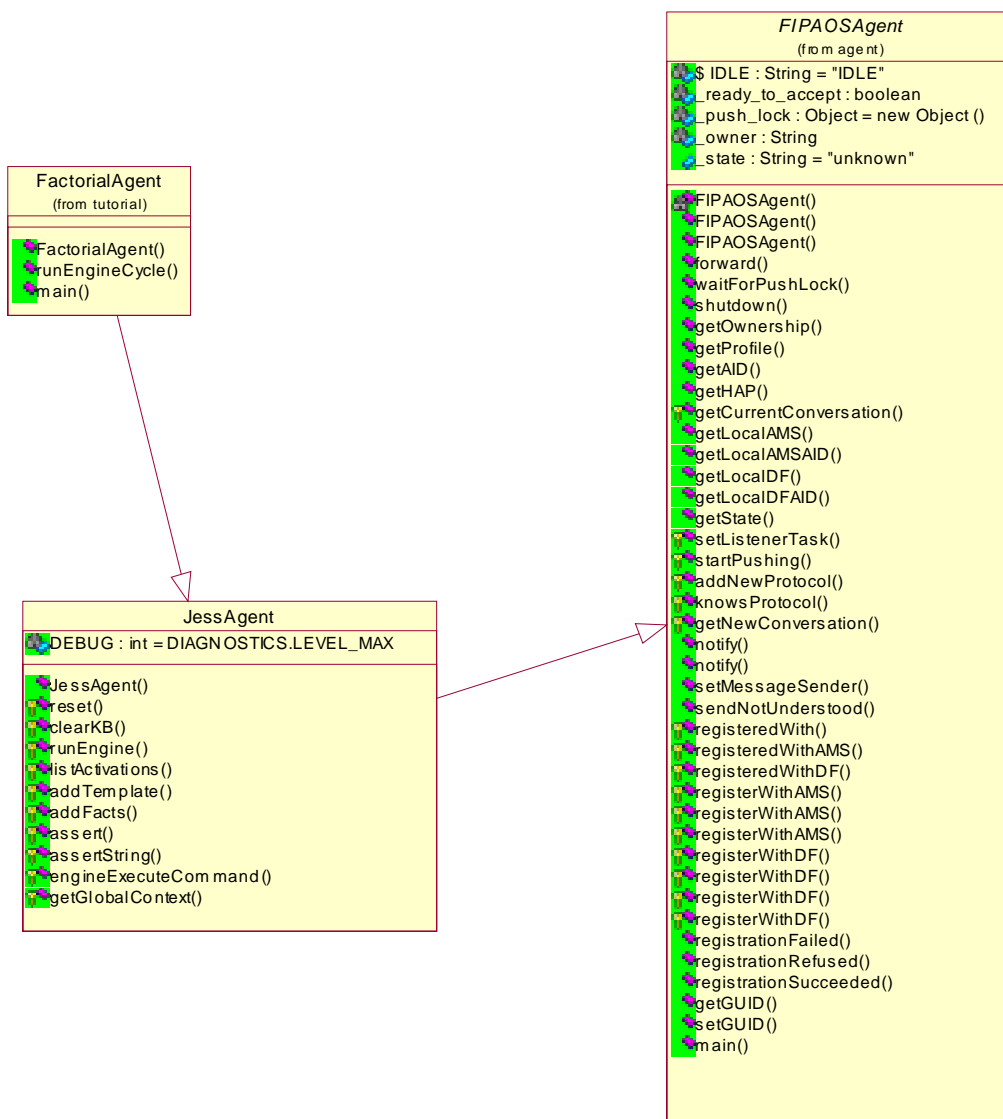 FIPAOSAgent
(from agent)
$ IDLE : String = "IDLE"
_ready_to_accept : boolean
_push_lock : Object = new Object ()
_owner : String
_state : String = "unknown"
FIPAOSAgent()
FIPAOSAgent()
FIPAOSAgent()
forward()
waitForPushLock()
shutdown()
getOwnership()
getProfile()
getAID()
getHAP()
getCurrentConversation()
getLocalAMS()
getLocalAMSAID()
getLocalDF()
getLocalDFAID()
getState()
setListenerTask()
startPushing()
addNewProtocol()
knowsProtocol()
getNewConversation()
notify()
notify()
setMessageSender()
sendNotUnderstood()
registeredWith()
registeredWithAMS()
registeredWithDF()
registerWithAMS()
registerWithAMS()
registerWithAMS()
registerWithDF()
registerWithDF()
registerWithDF()
registerWithDF()
registrationFailed()
registrationRefused()
registrationSucceeded()
getGUID()
setGUID()
main()
FactorialAgent
(from tutorial)
FactorialAgent()
runEngineCycle()
main()
JessAgent
DEBUG : int = DIAGNOSTICS.LEVEL_MAX
JessAgent()
reset()
clearKB()
runEngine()
listActivations()
addTemplate()
addFacts()
assert()
assertString()
engineExecuteCommand()
getGlobalContext()